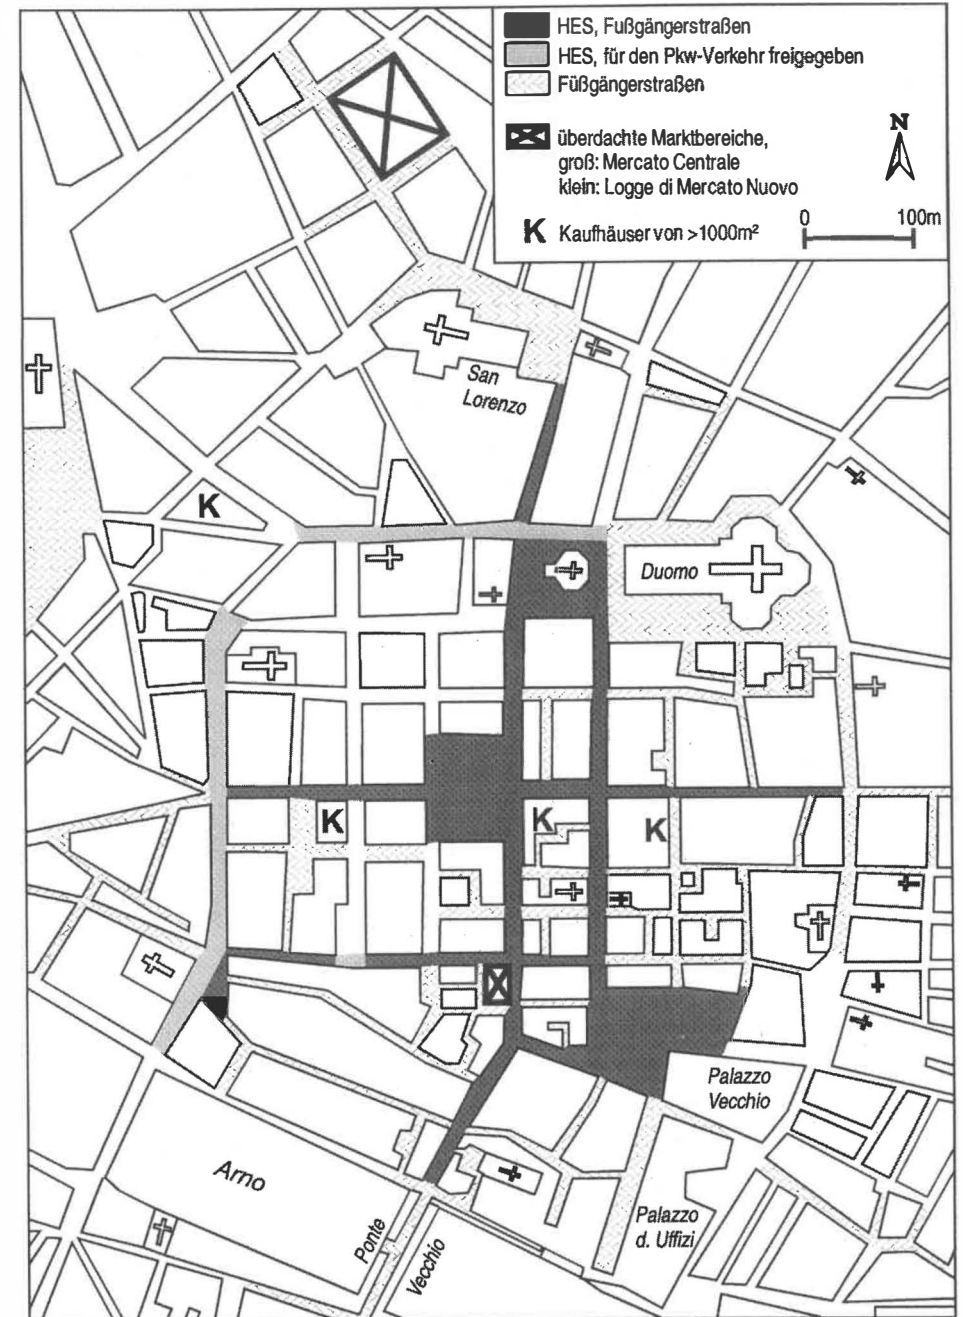 HES, Fußgängerstraßen
HES, für den Pkw-Verkehr freigegeben
Füßgängerstraßen
überdachte Marktbereiche,
groß: Mercato Centrale
klein: Logge di Mercato Nuovo
K Kaufhäuser von >1000m²
N
0 100m
San
Lorenzo
K
Duomo
K
K
K
Palazzo
Vecchio
Arno
Palazzo
d. Uffizi
Ponte
Vecchio